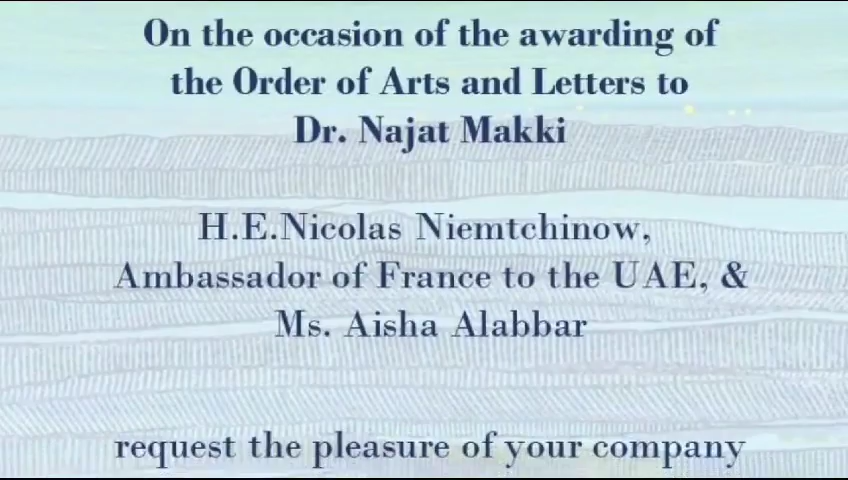 On the occasion of the awarding of
the Order of Arts and Letters to
Dr. Najat Makki
H.E.Nicolas Niemtchinow,
Ambassador of France to the UAE, &
Ms. Aisha Alabbar
request the pleasure of your company